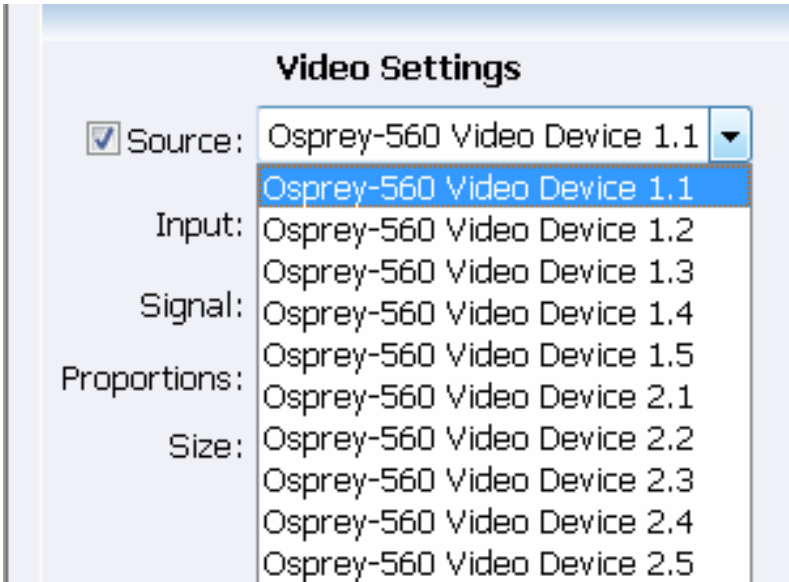 Video Settings
Source: Osprey-560 Video Device 1.1
Osprey-560 Video Device 1.1
Input: Osprey-560 Video Device 1.2
Osprey-560 Video Device 1.3
Signal: Osprey-560 Video Device 1.4
Osprey-560 Video Device 1.5
Proportions: Osprey-560 Video Device 2.1
Size: Osprey-560 Video Device 2.2
Osprey-560 Video Device 2.3
Osprey-560 Video Device 2.4
Osprey-560 Video Device 2.5